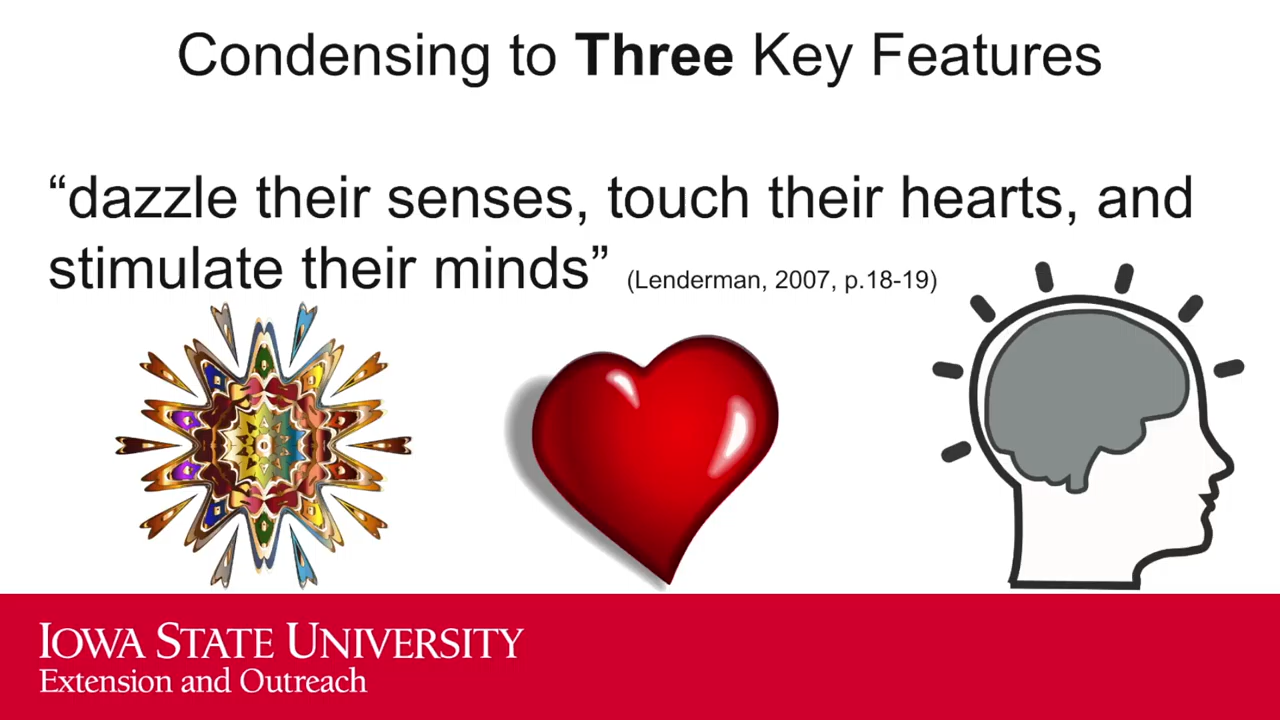 Condensing to Three Key Features
“dazzle their senses, touch their hearts, and
stimulate their minds” (Lenderman, 2007, p.18-19)
IOWA STATE UNIVERSITY
Extension and Outreach